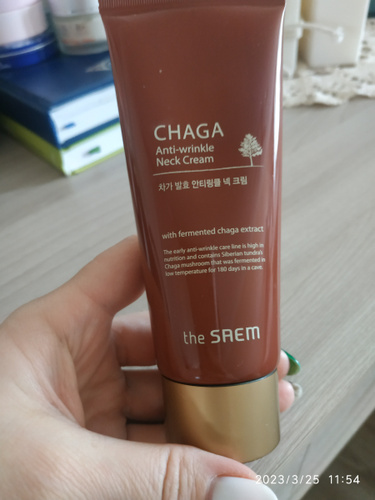 CHAGA
Anti-wrinkle
Neck Cream
차가 발효 안티링클 넥 크림
with fermented chaga extract
The early anti-wrinkle care line is high in
nutrition and contains Siberian tundra's
Chaga mushroom that was fermented in
low temperature for 180 days in a cave.
the SAEM
2023/3/25 11:54